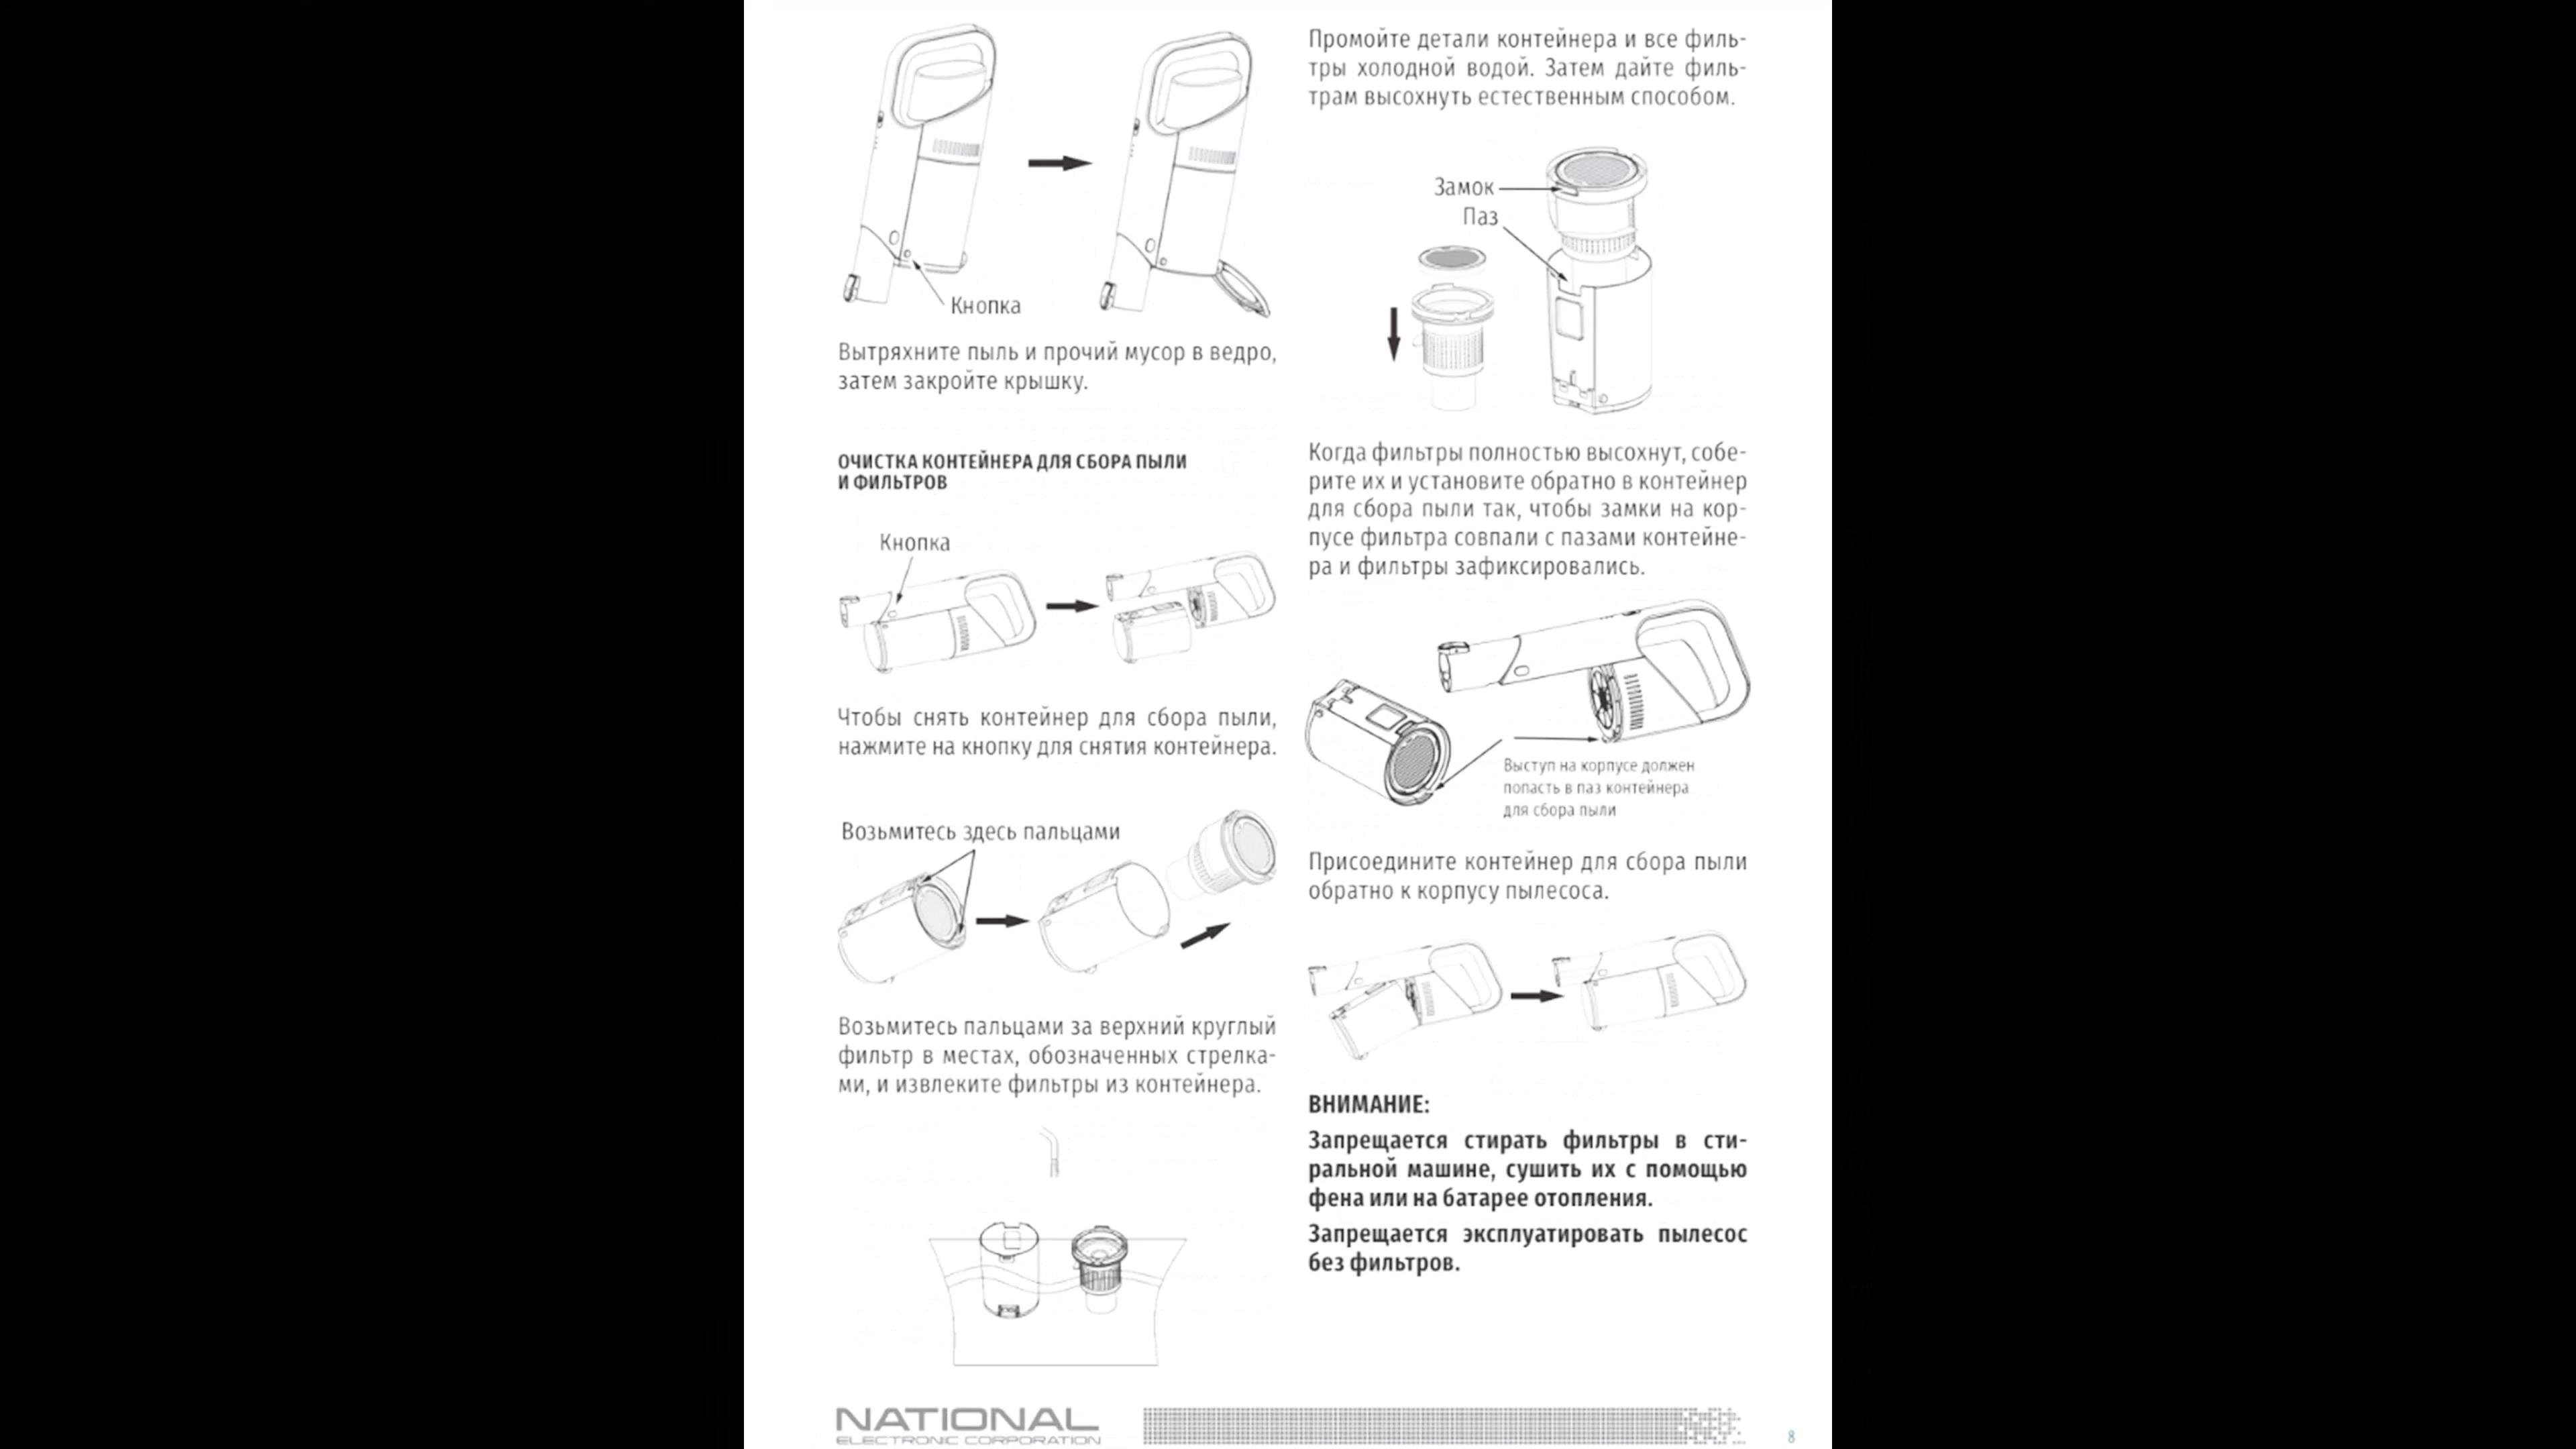 Кнопка
Вытряхните пыль и прочий мусор в ведро,
затем закройте крышку.
ОЧИСТКА КОНТЕЙНЕРА ДЛЯ СБОРА ПЫЛИ
И ФИЛЬТРОВ
Кнопка
Чтобы снять контейнер для сбора пыли,
нажмите на кнопку для снятия контейнера.
Возьмитесь здесь пальцами
Возьмитесь пальцами за верхний круглый
фильтр в местах, обозначенных стрелка-
ми, и извлеките фильтры из контейнера.
Промойте детали контейнера и все филь-
тры холодной водой. Затем дайте филь-
трам высохнуть естественным способом.
Замок
Паз
Когда фильтры полностью высохнут, собе-
рите их и установите обратно в контейнер
для сбора пыли так, чтобы замки на кор-
пусе фильтра совпали с пазами контейне-
ра и фильтры зафиксировались.
Выступ на корпусе должен
попасть в паз контейнера
для сбора пыли
Присоедините контейнер для сбора пыли
обратно к корпусу пылесоса.
ВНИМАНИЕ:
Запрещается стирать фильтры в сти-
ральной машине, сушить их с помощью
фена или на батарее отопления.
Запрещается эксплуатировать пылесос
без фильтров.
NATIONAL
ELECTRONIC CORPORATION
8